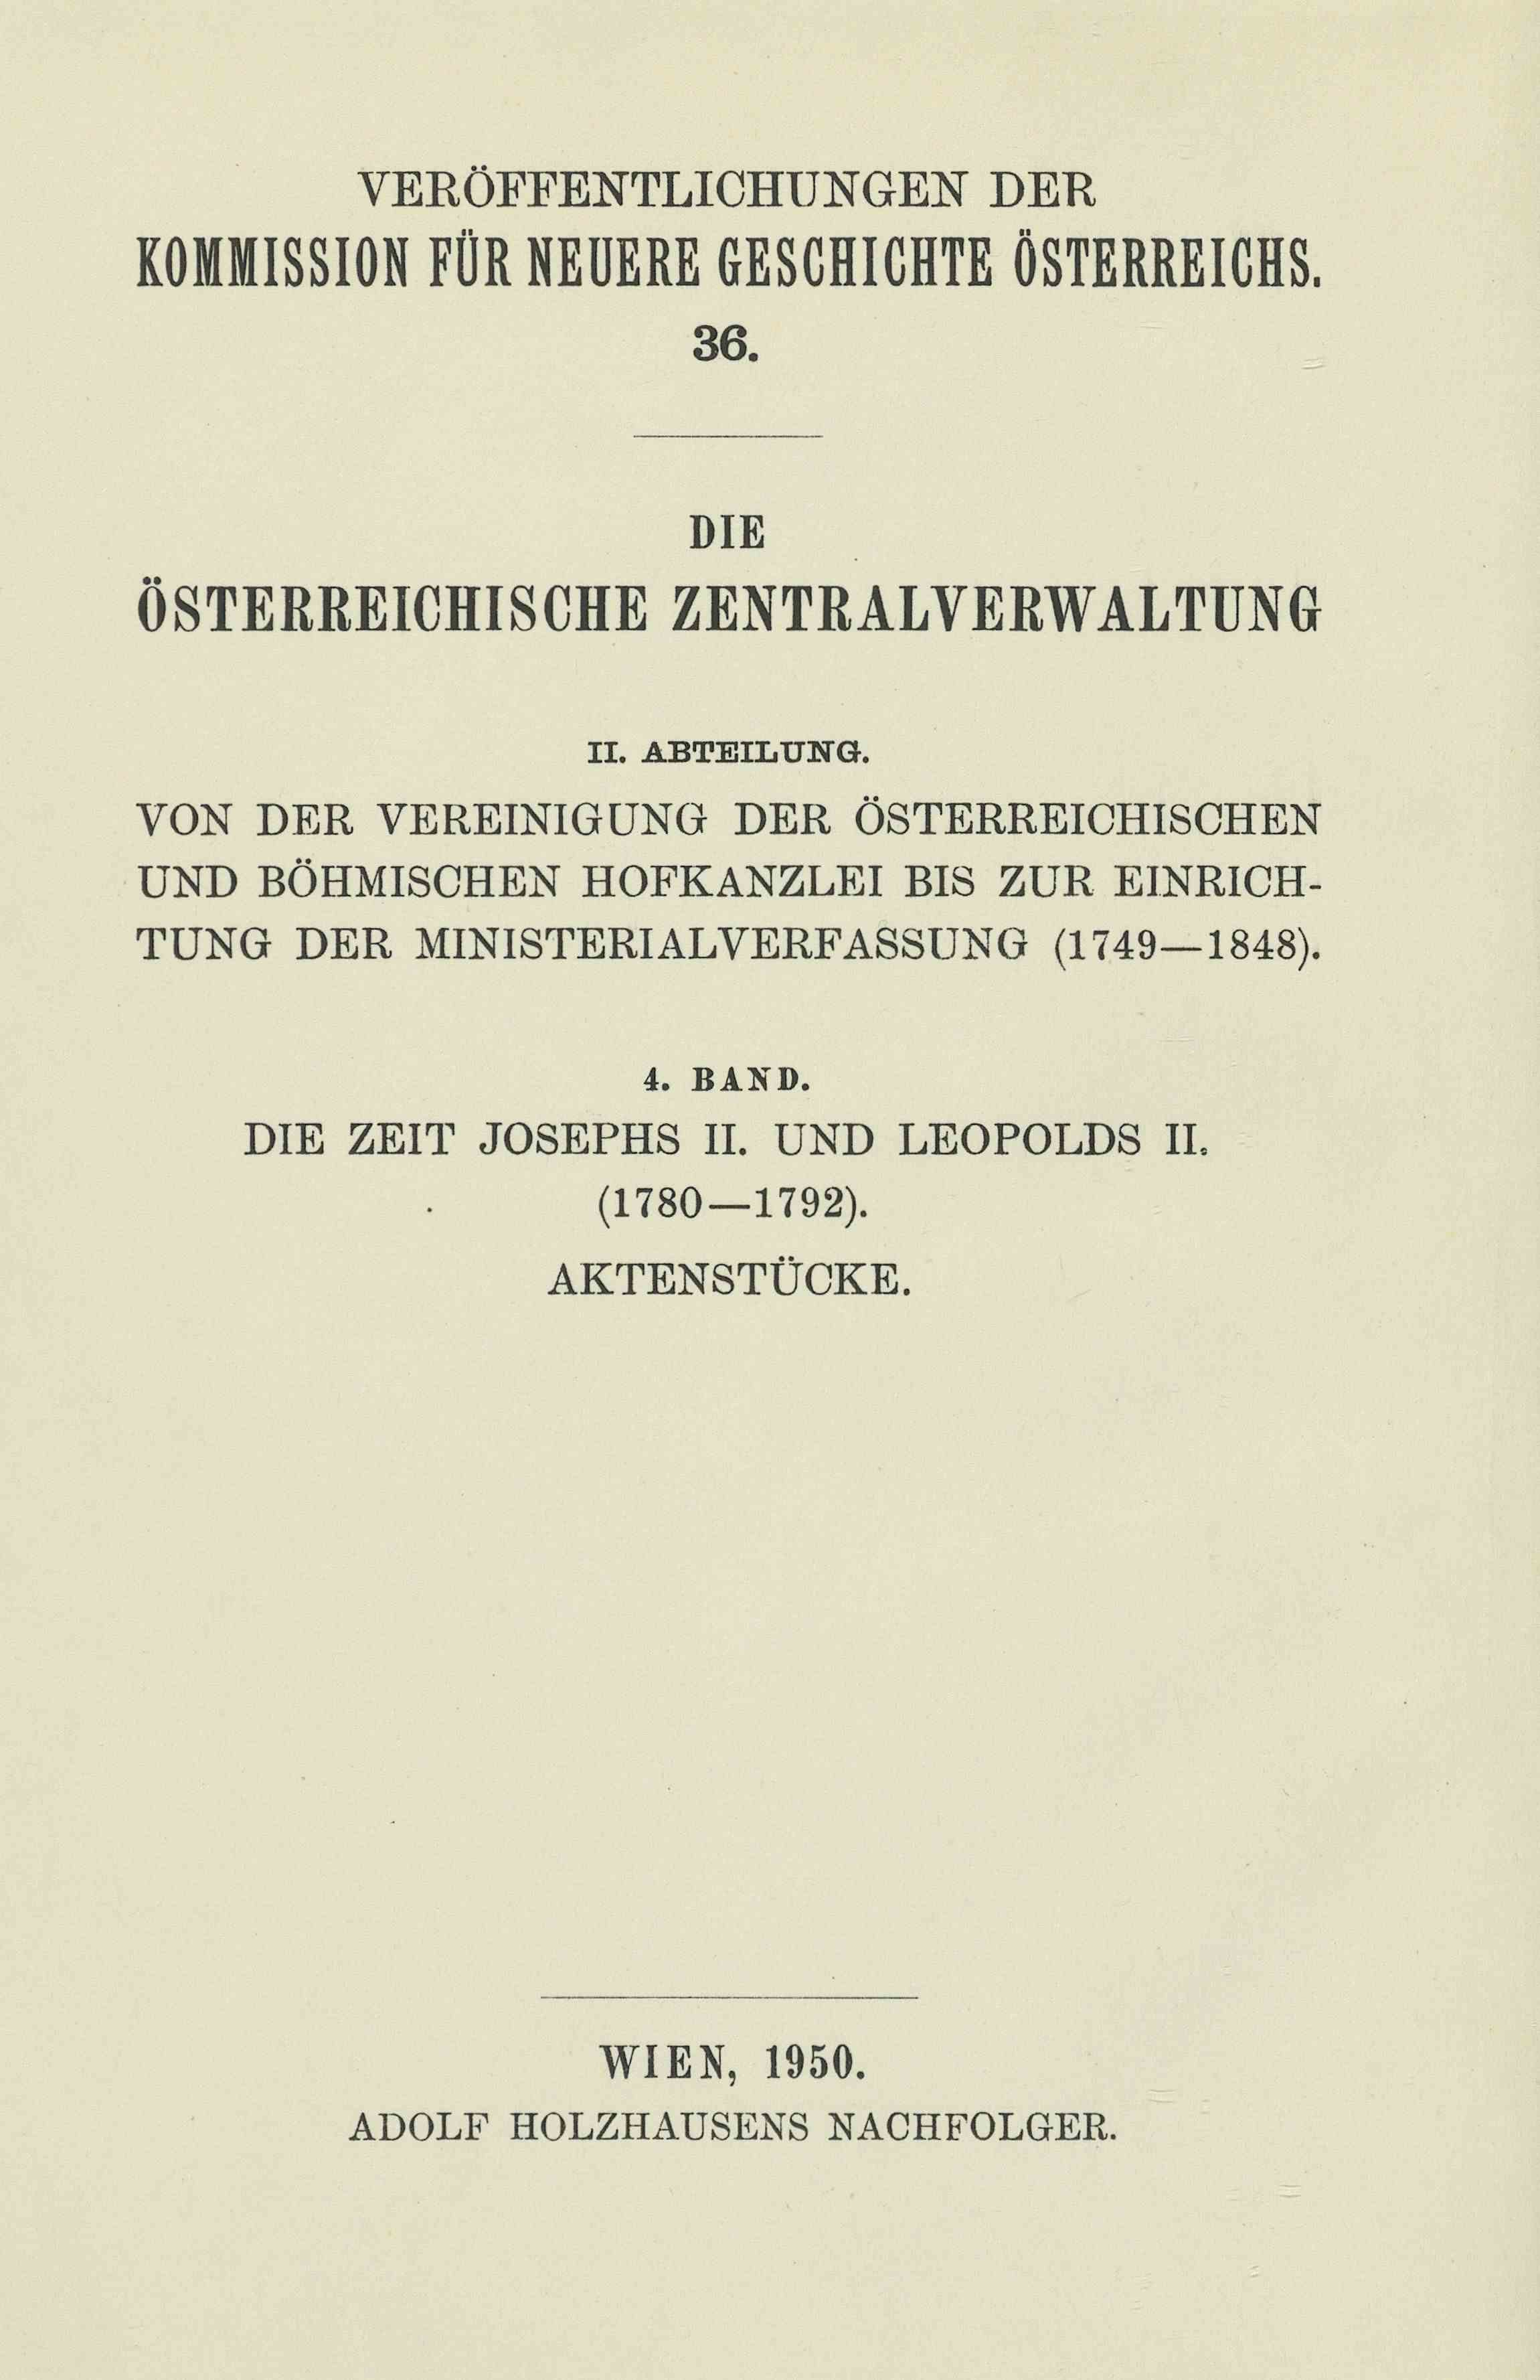 VERÖFFENTLICHUNGEN DER
KOMMISSION FÜR NEUERE GESCHICHTE ÖSTERREICHS.
36.
DIE
ÖSTERREICHISCHE ZENTRALVERWALTUNG
II. ABTEILUNG.
VON DER VEREINIGUNG DER ÖSTERREICHISCHEN
UND BÖHMISCHEN HOFKANZLEI BIS ZUR EINRICH-
TUNG DER MINISTERIALVERFASSUNG (1749—1848).
4. BAND.
DIE ZEIT JOSEPHS II. UND LEOPOLDS II.
(1780—1792).
AKTENSTÜCKE.
WIEN, 1950.
ADOLF HOLZHAUSENS NACHFOLGER.